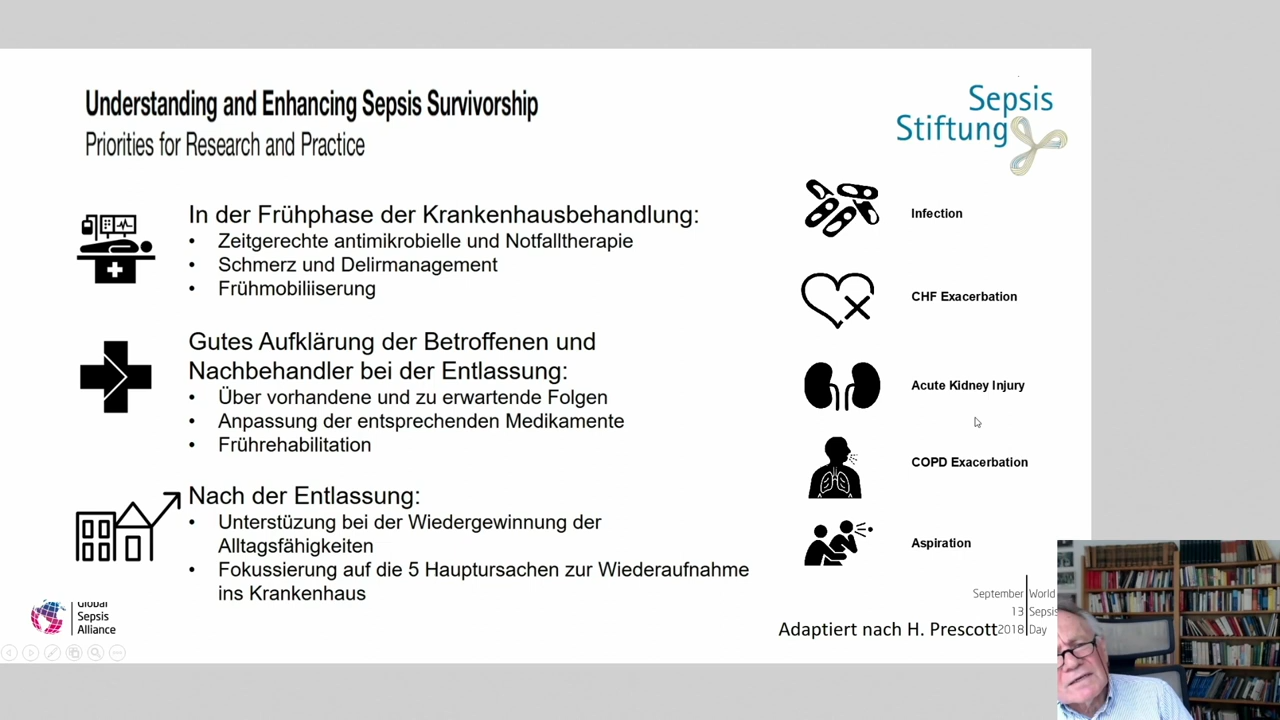 Understanding and Enhancing Sepsis Survivorship
Priorities for Research and Practice
Sepsis
Stiftung
In der Frühphase der Krankenhausbehandlung:
• Zeitgerechte antimikrobielle und Notfalltherapie
• Schmerz und Delirmanagement
• Frühmobiliiserung
Gutes Aufklärung der Betroffenen und
Nachbehandler bei der Entlassung:
• Über vorhandene und zu erwartende Folgen
• Anpassung der entsprechenden Medikamente
• Frührehabilitation
Nach der Entlassung:
• Unterstüzung bei der Wiedergewinnung der
Alltagsfähigkeiten
• Fokussierung auf die 5 Hauptursachen zur Wiederaufnahme
ins Krankenhaus
Infection
CHF Exacerbation
Acute Kidney Injury
COPD Exacerbation
Aspiration
Global
Sepsis
Alliance
Adaptiert nach H. Prescott
September World
13 Sepsis
2018 Day